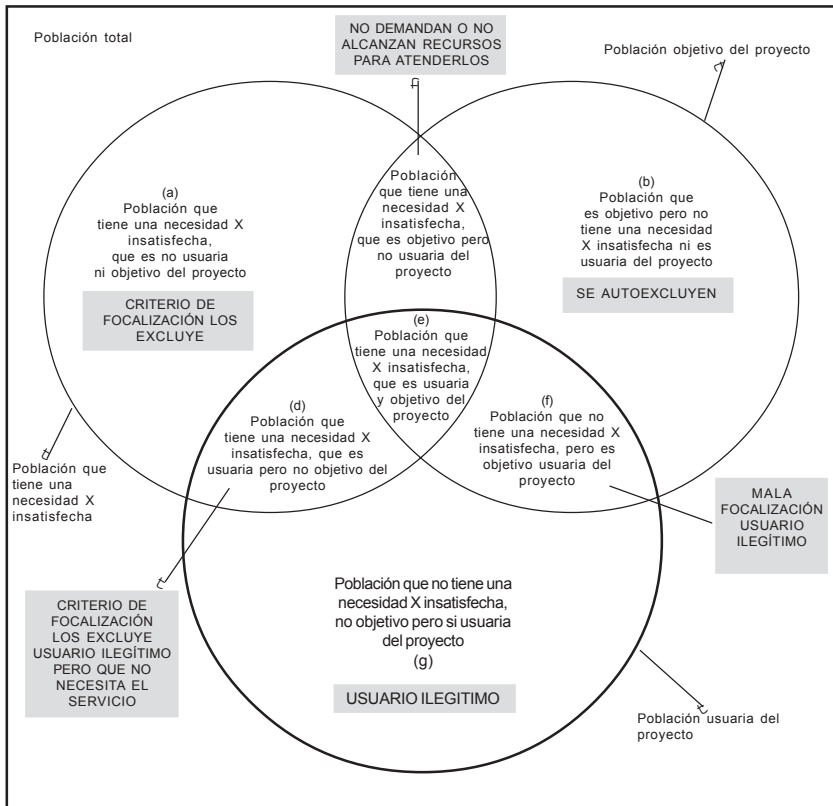 Población total
NO DEMANDAN O NO
ALCANZAN RECURSOS
PARA ATENDERLOS
Población objetivo del proyecto
(a)
Población que
tiene una necesidad X
insatisfecha,
que es no usuaria
ni objetivo del proyecto
CRITERIO DE
FOCALIZACIÓN LOS
EXCLUYE
Población
que tiene una
necesidad X
insatisfecha,
que es objetivo pero
no usuaria del
proyecto
(b)
Población que
es objetivo pero no
tiene una necesidad
X insatisfecha ni es
usuaria del proyecto
SE AUTOEXCLUYEN
(e)
Población que
tiene una necesidad
X insatisfecha,
que es usuaria
y objetivo del
proyecto
(d)
Población que
tiene una necesidad X
insatisfecha, que es
usuaria pero no objetivo del
proyecto
(f)
Población que no
tiene una necesidad X
insatisfecha, pero es
objetivo usuaria del
proyecto
Población que
tiene una
necesidad X
insatisfecha
MALA
FOCALIZACIÓN
USUARIO
ILEGÍTIMO
CRITERIO DE
FOCALIZACIÓN
LOS EXCLUYE
USUARIO ILEGÍTIMO
PERO QUE NO
NECESITA EL
SERVICIO
Población que no tiene una
necesidad X insatisfecha,
no objetivo pero si usuaria
del proyecto
(g)
USUARIO ILEGITIMO
Población usuaria del
proyecto